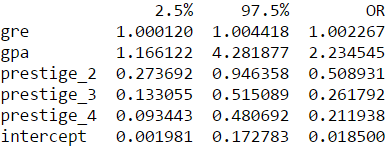 2.5% 97.5% OR
gre 1.000120 1.004418 1.002267
gpa 1.166122 4.281877 2.234545
prestige_2 0.273692 0.946358 0.508931
prestige_3 0.133055 0.515089 0.261792
prestige_4 0.093443 0.480692 0.211938
intercept 0.001981 0.172783 0.018500